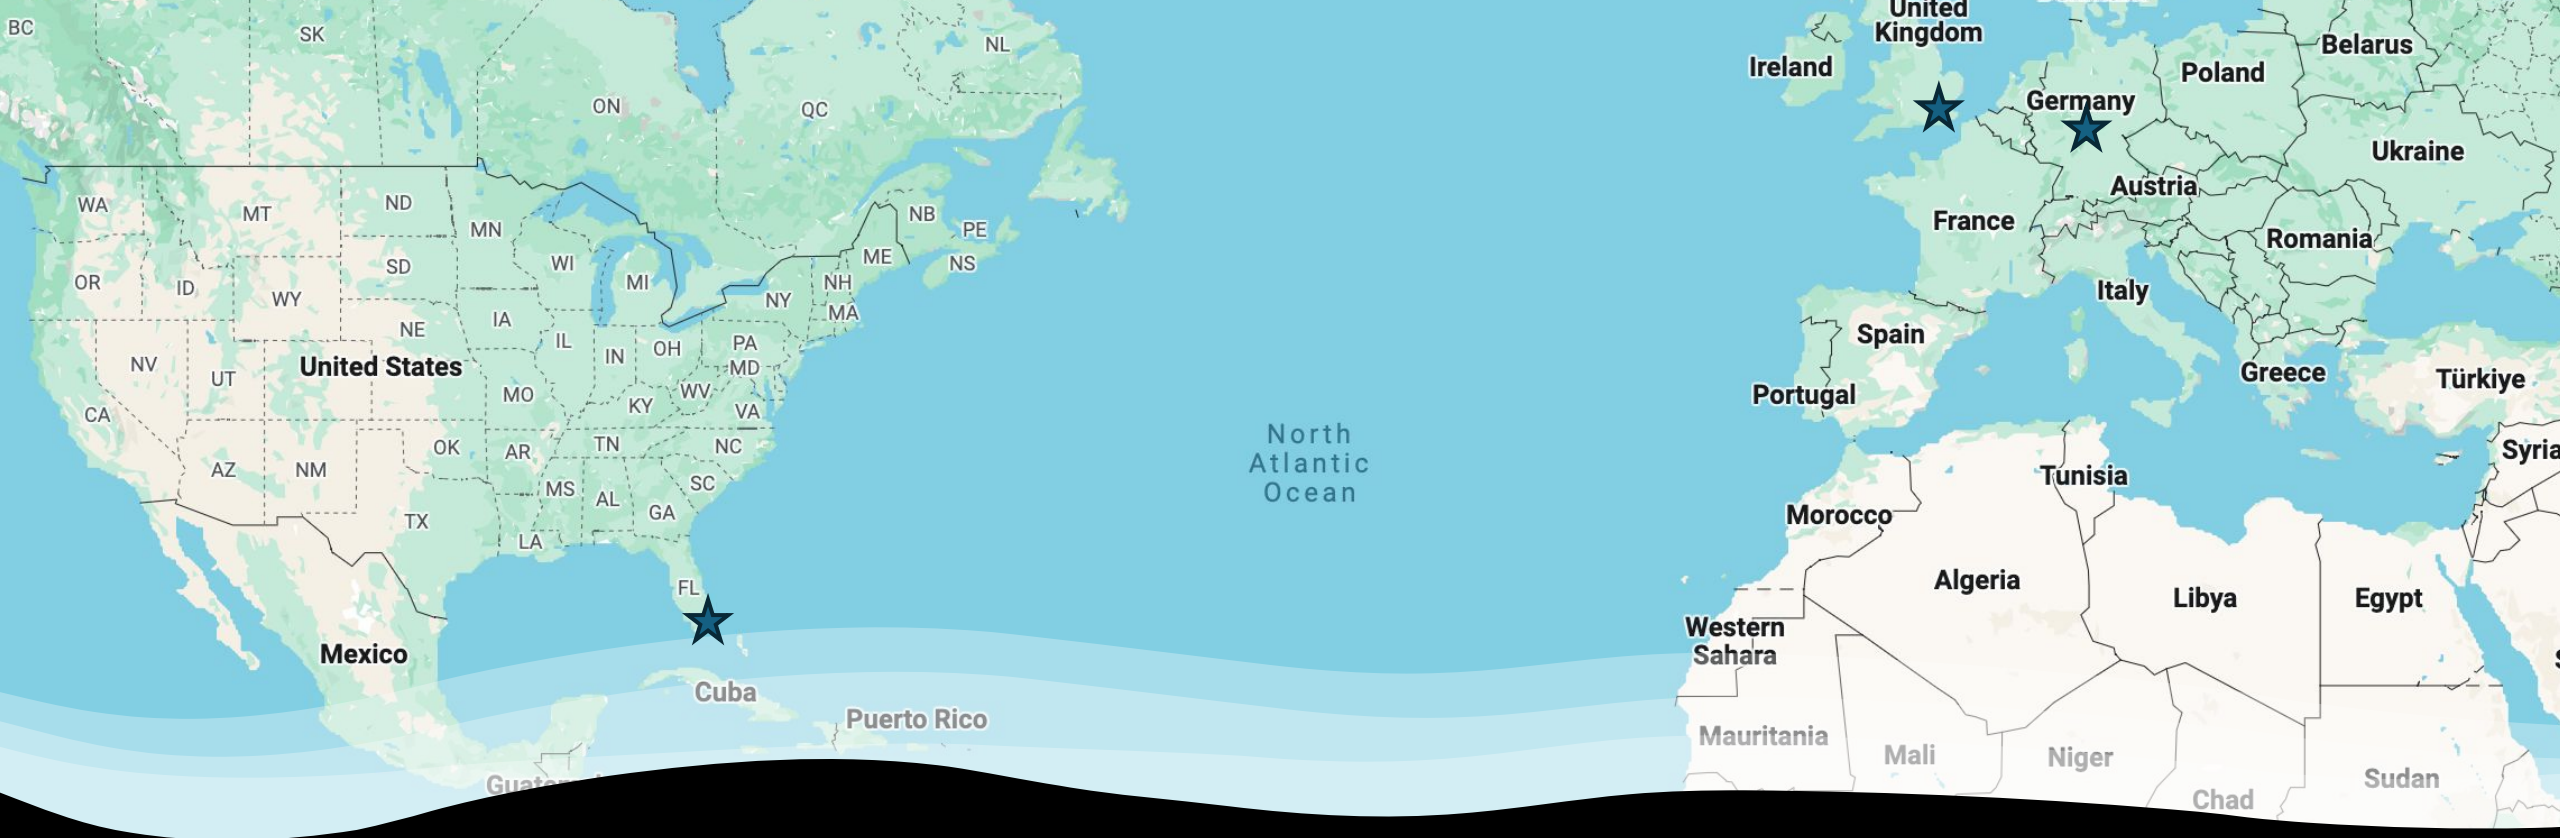 BC
SK
ON
QC
NL
United
Kingdom
Ireland
Germany
Poland
Belarus
Ukraine
Austria
France
Romania
Italy
Spain
Portugal
Greece
Türkiye
Syria
WA
MT
ND
MN
OR
ID
WY
SD
WI
MI
NB
PE
ME
NS
NH
NY
MA
NV
UT
NE
IA
IL
IN
OH
PA
MD
United States
CA
MO
KY
WV
VA
AZ
NM
OK
AR
TN
NC
SC
TX
MS
AL
GA
LA
FL
North
Atlantic
Ocean
Mexico
Cuba
Puerto Rico
Tunisia
Morocco
Algeria
Libya
Egypt
Western
Sahara
Mauritania
Mali
Niger
Chad
Sudan